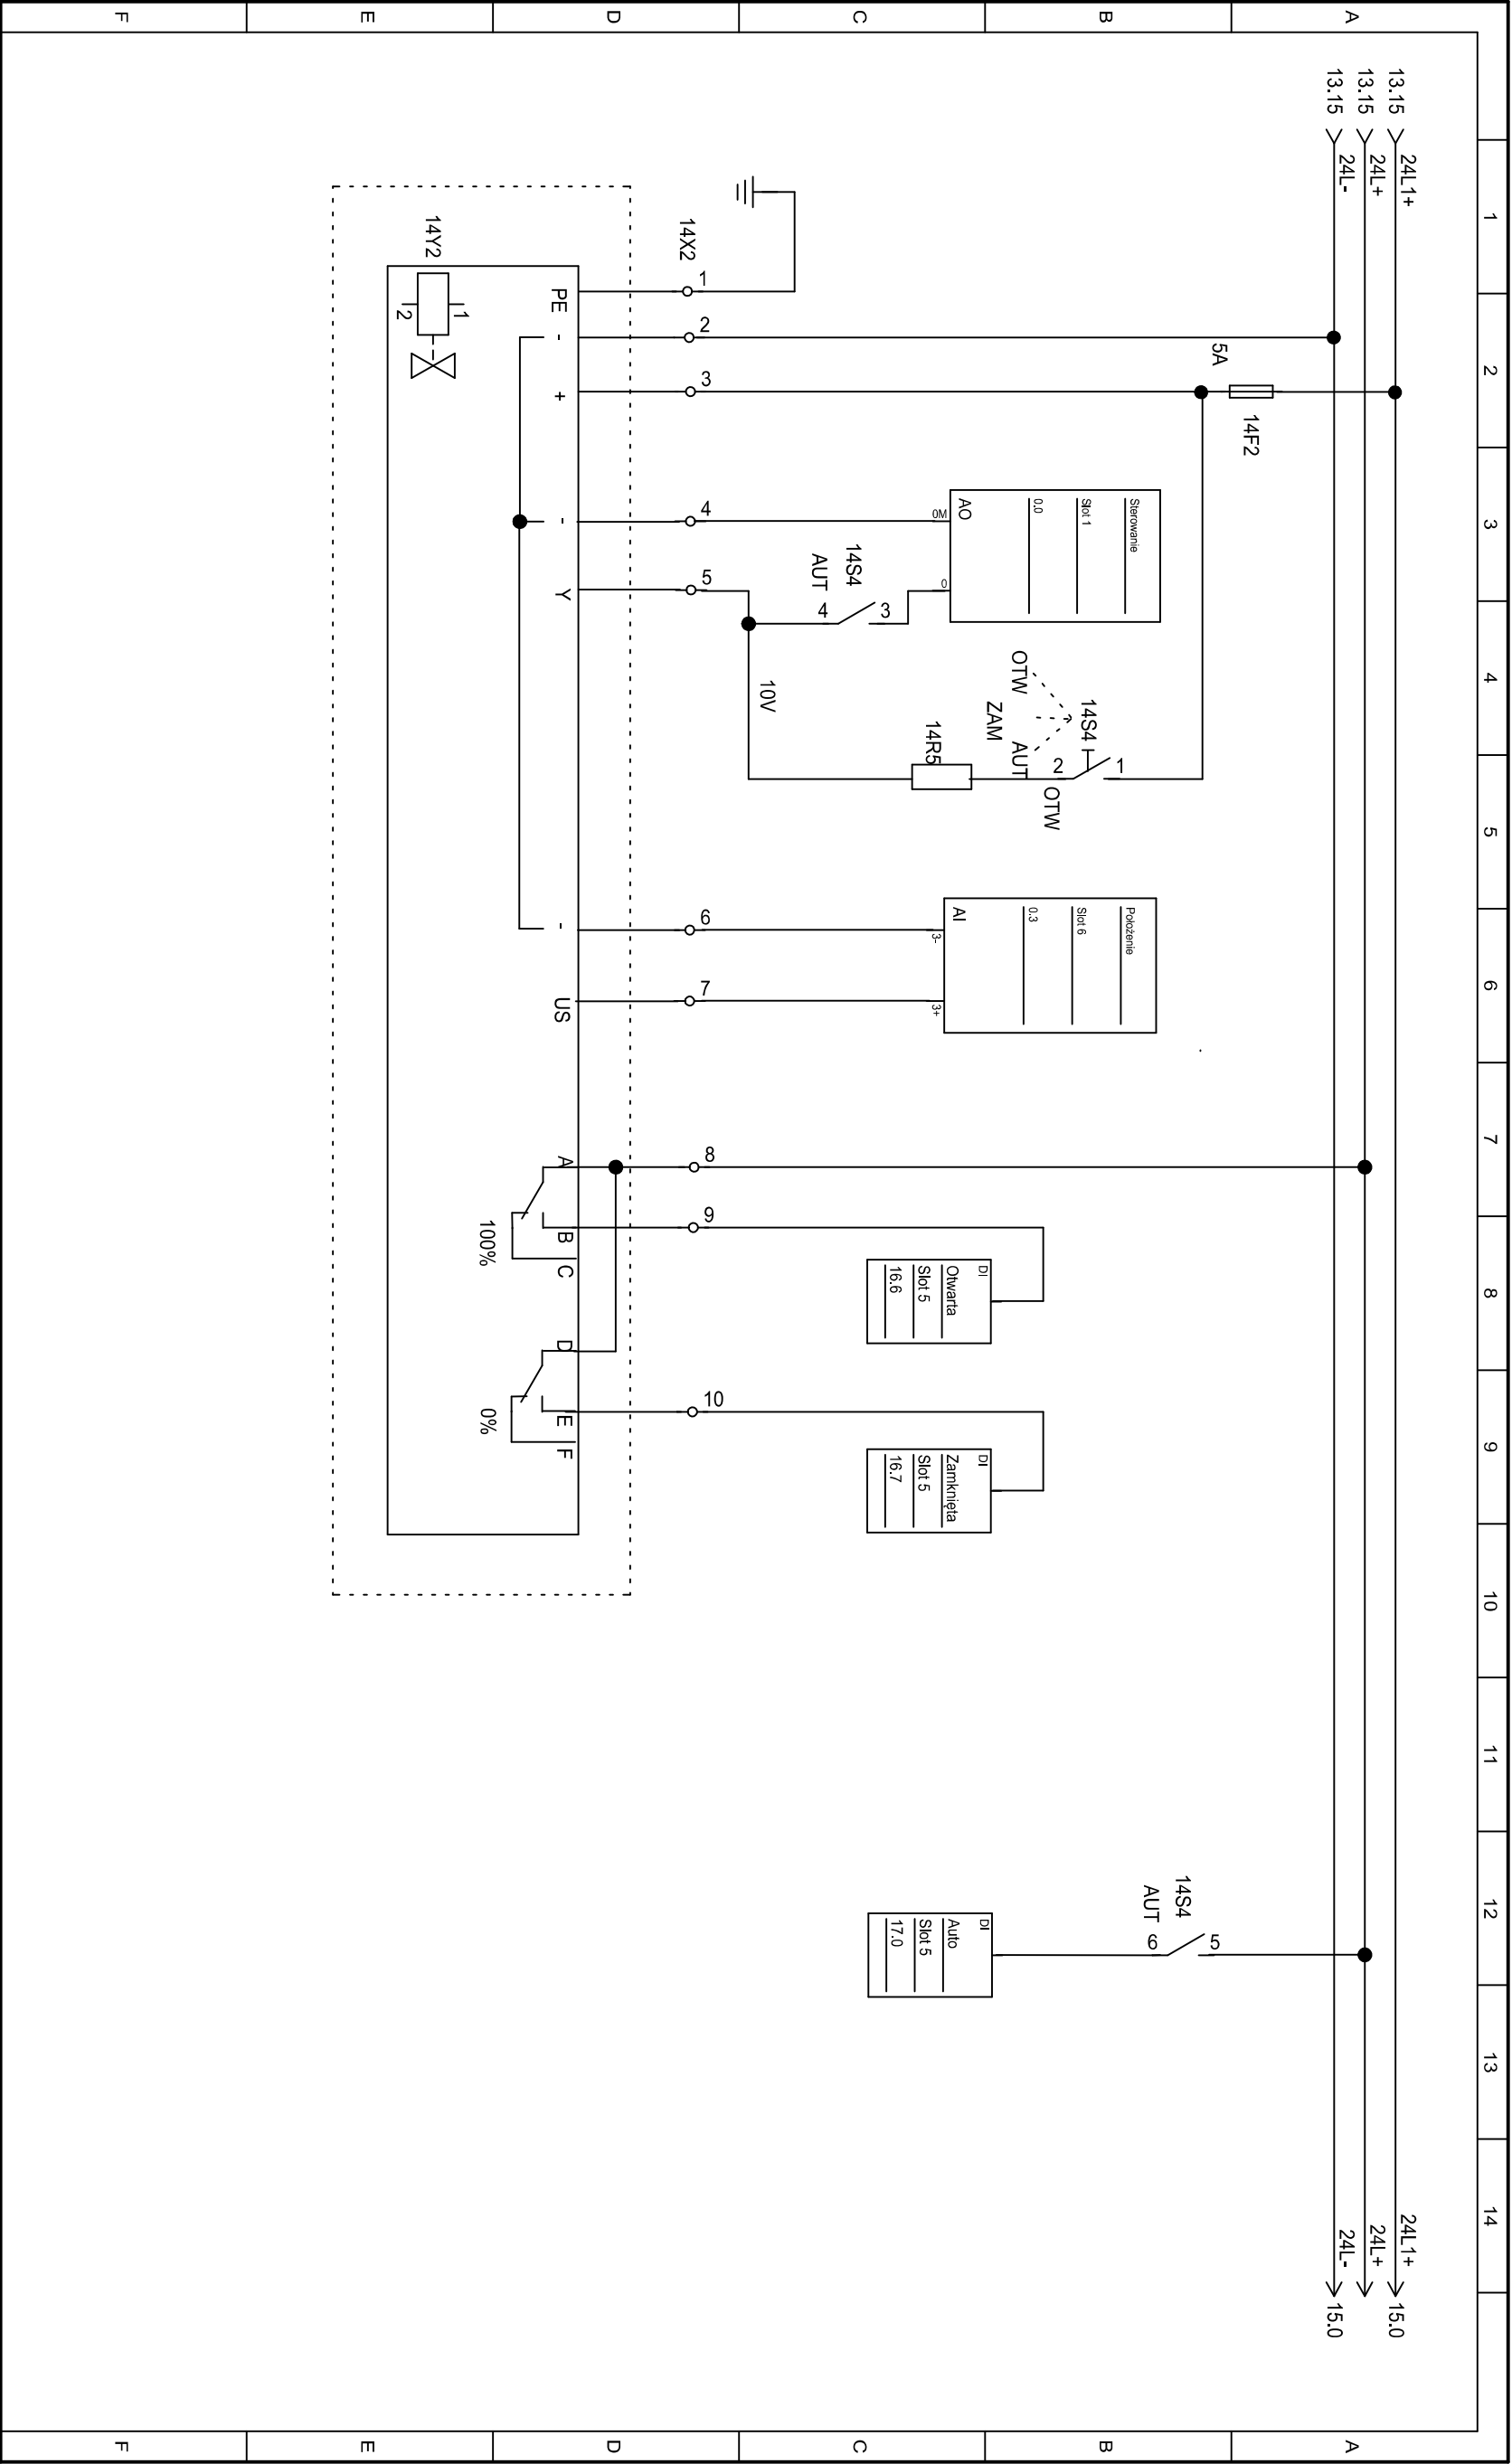 A
B
C
D
E
F
1
2
3
4
5
6
7
8
9
10
11
12
13
14
13.15
24L1+
24L1+
15.0
13.15
24L+
24L+
13.15
24L-
24L-
15.0
5A
14F2
Sterowanie
Slot 1
0.0
AO
0M
0
14S4
AUT
4
3
10V
14S4
OTW
ZAM
AUT
1
2
OTW
14R5
Położenie
Slot 6
0.3
AI
3-
3+
DI
Otwarta
Slot 5
16.6
DI
Zamknięta
Slot 5
16.7
14S4
AUT
5
6
DI
Auto
Slot 5
17.0
14X2
1
2
3
4
5
6
7
8
9
10
PE
-
+
-
Y
-
US
A
B
C
D
E
F
100%
0%
14Y2
1
2
A
B
C
D
E
F